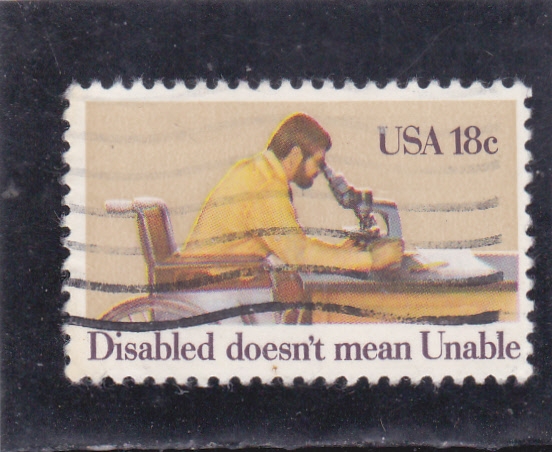 USA 18c
Disabled doesn't mean Unable